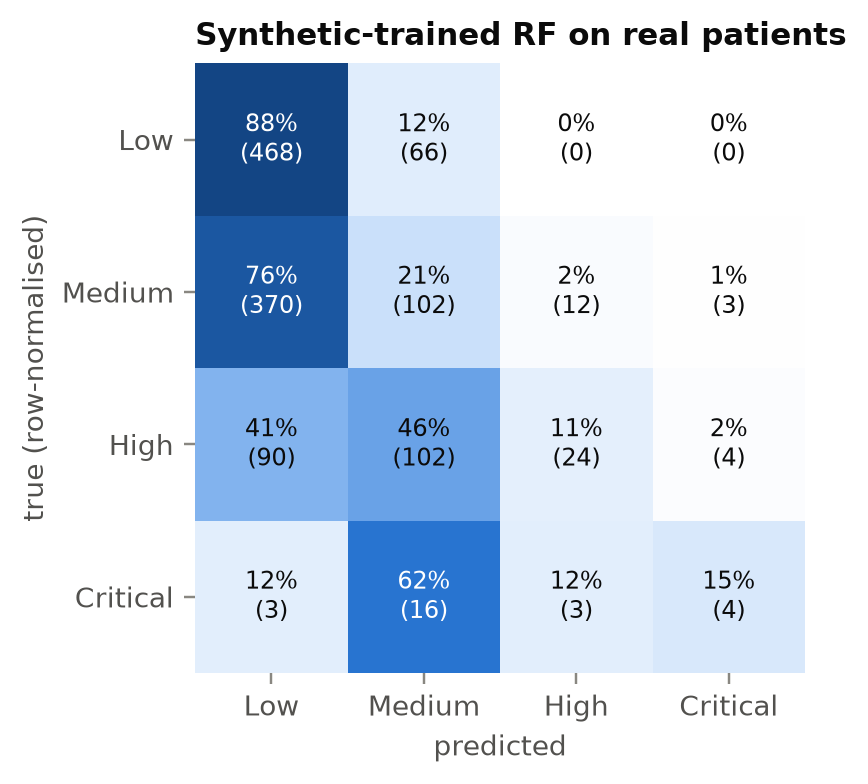 Synthetic-trained RF on real patients
true (row-normalised)
Low
88% 12% 0% 0%
(468) (66) (0) (0)
Medium
76% 21% 2% 1%
(370) (102) (12) (3)
High
41% 46% 11% 2%
(90) (102) (24) (4)
Critical
12% 62% 12% 15%
(3) (16) (3) (4)
Low Medium High Critical
predicted